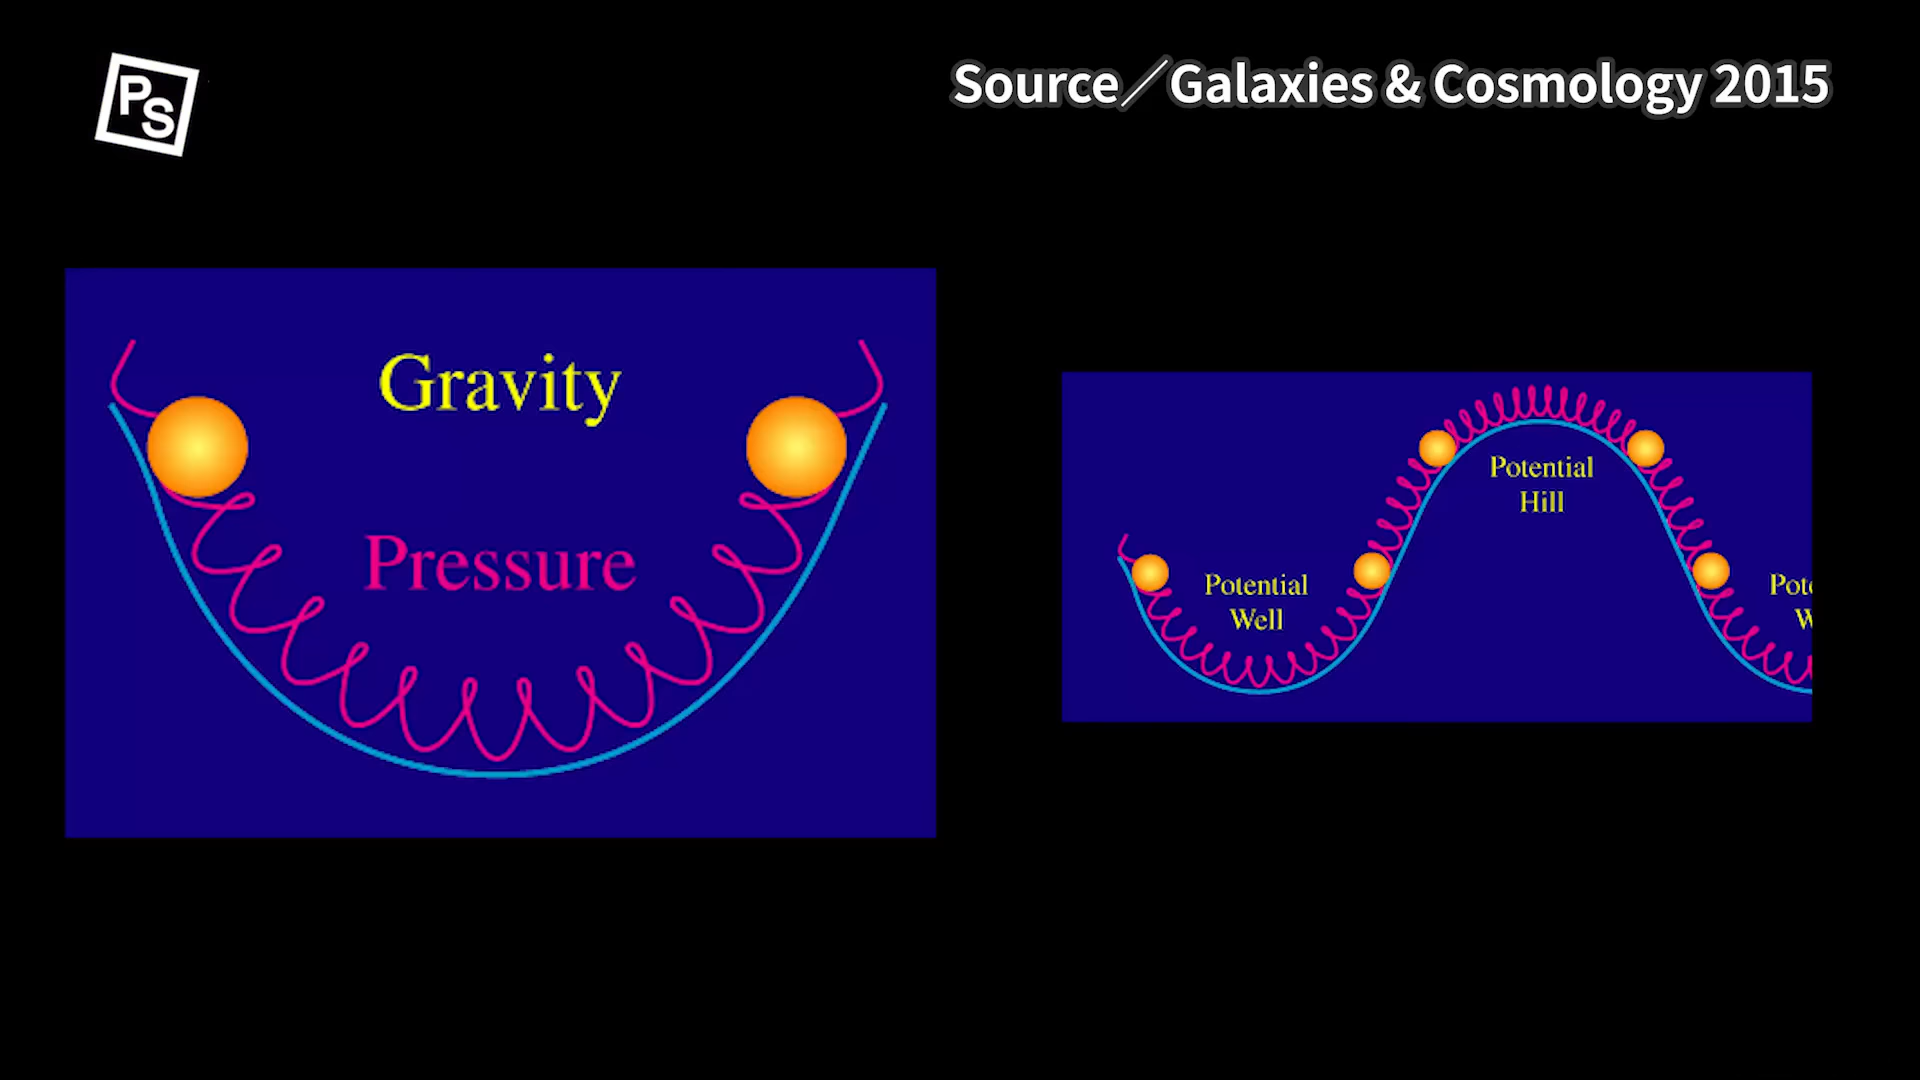 PS
Source／Galaxies & Cosmology 2015
Gravity
Pressure
Potential
Hill
Potential
Well